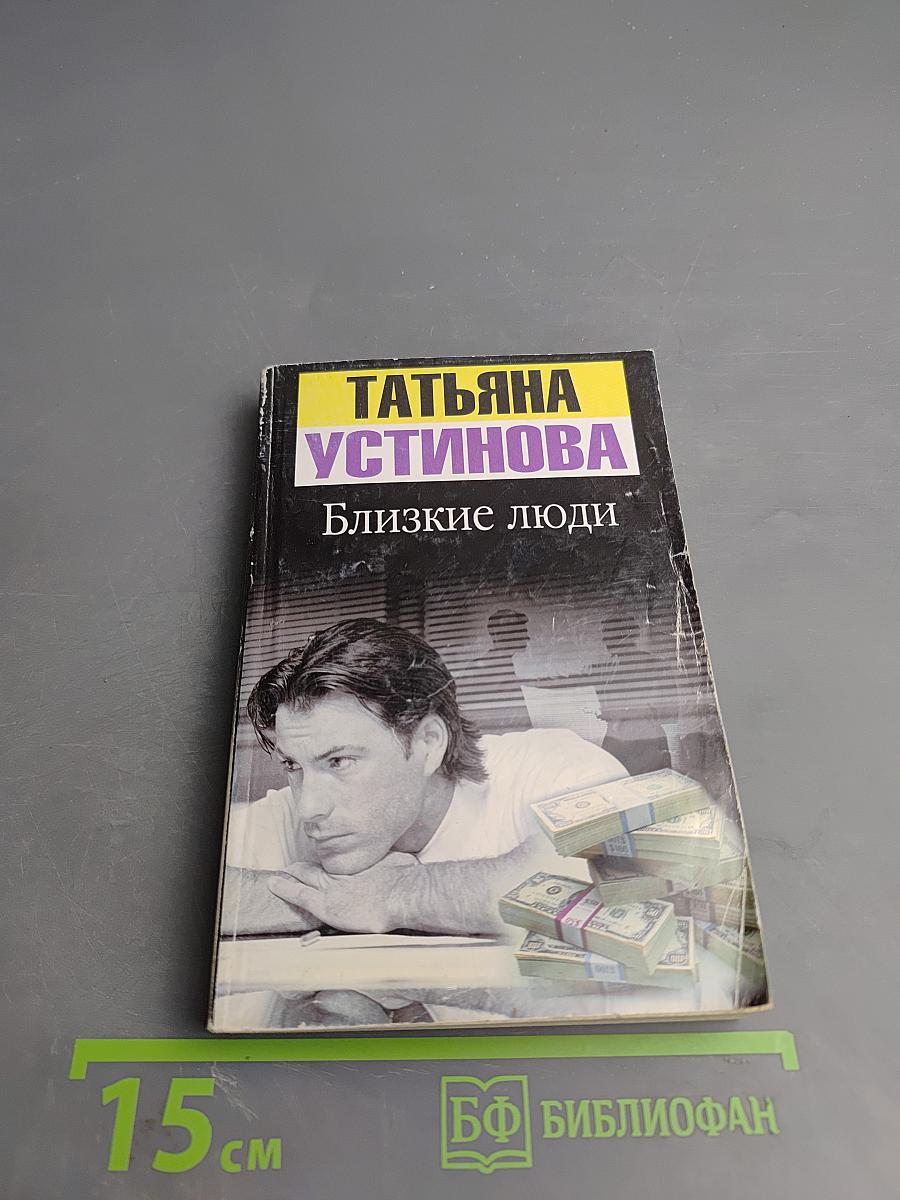 ТАТЬЯНА
УСТИНОВА
Близкие люди
15 см
БФ БИБЛИОФАН